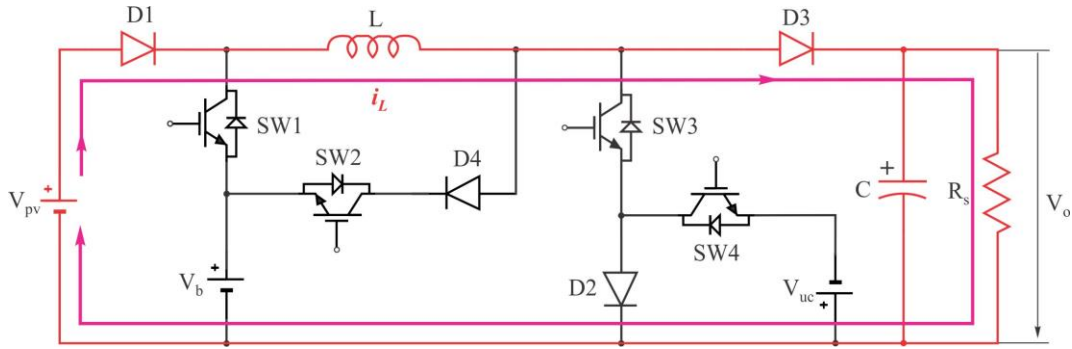 D1
L
D3
i_L
SW1
SW2
D4
SW3
SW4
V_pv
V_b
D2
V_uc
C
R_s
V_o
+
+
+
+